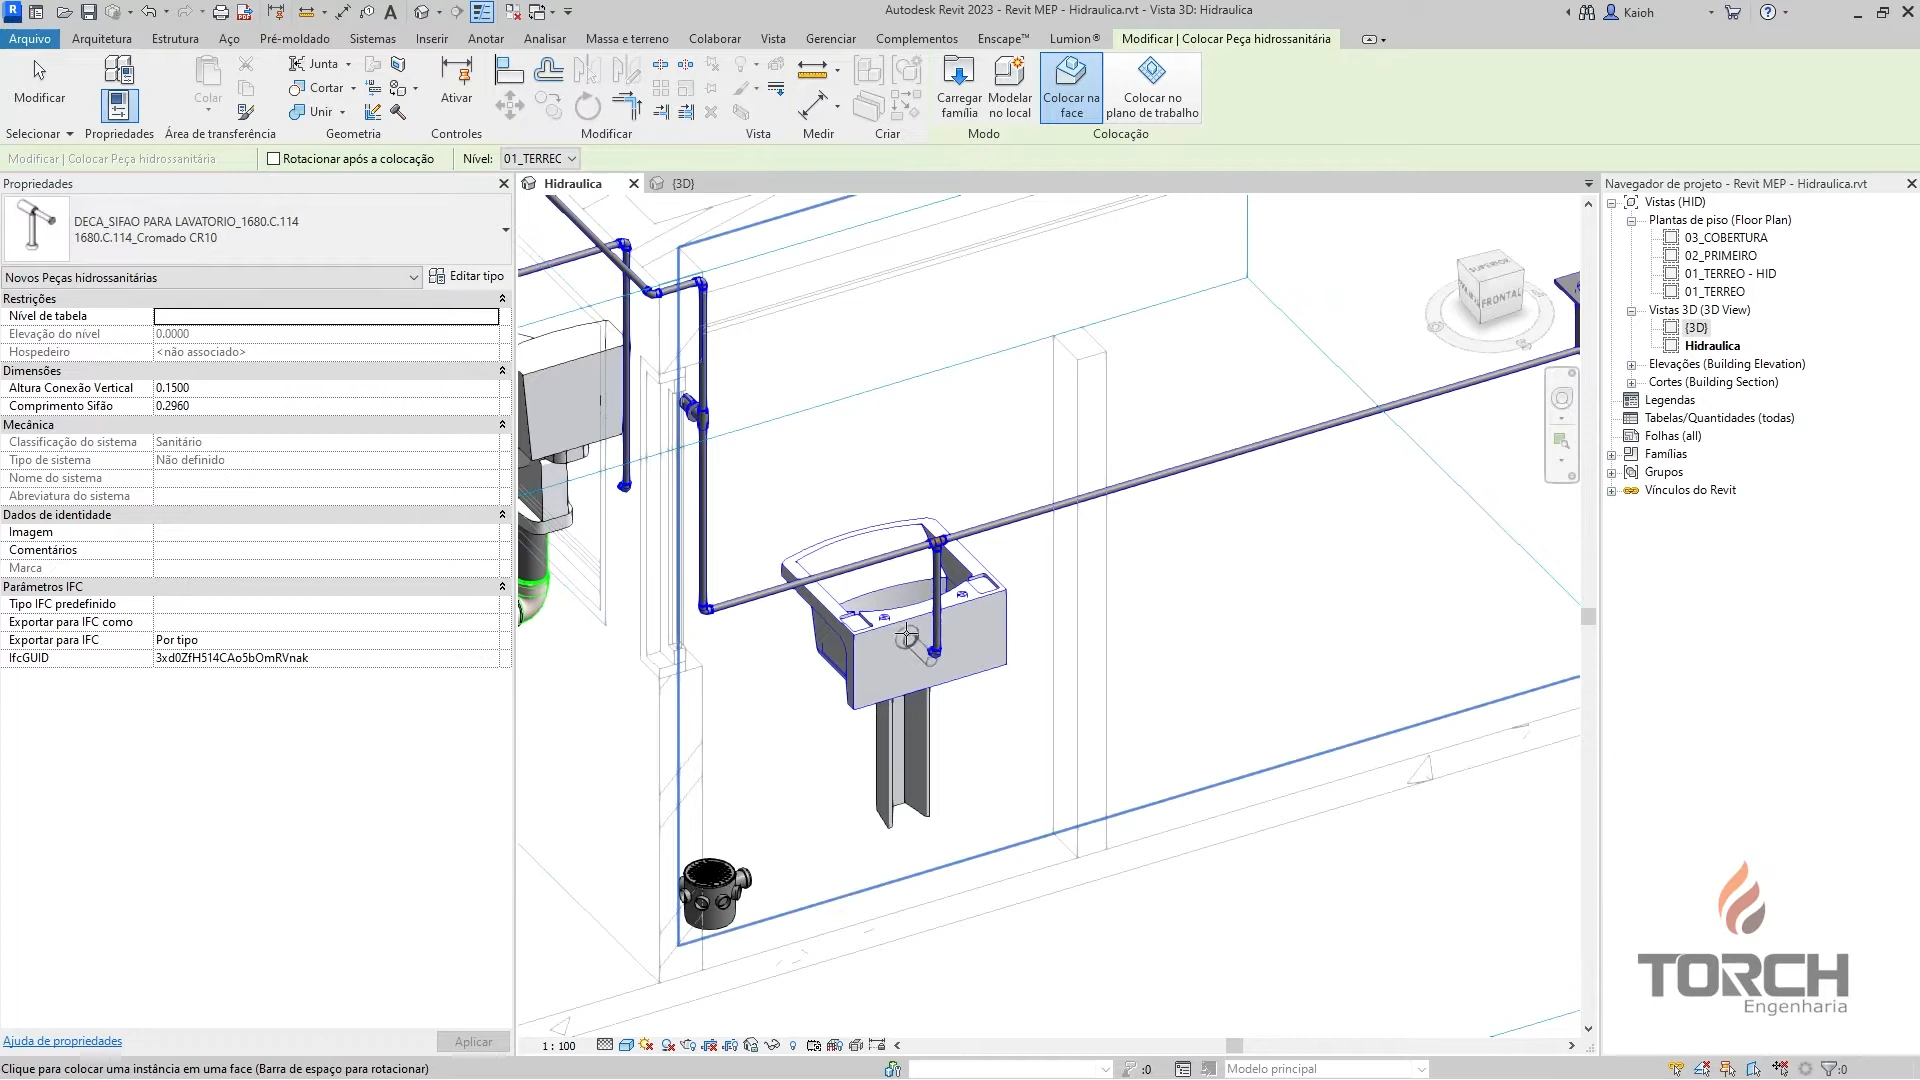 Autodesk Revit 2023 - Revit MEP - Hidraulica.rvt - Vista 3D: Hidraulica
Kaioh
Arquivo Arquitetura Estrutura Aço Pré-moldado Sistemas Inserir Anotar Analisar Massa e terreno Colaborar Vista Gerenciar Complementos Enscape™ Lumion® Modificar | Colocar Peça hidrossanitária
Modificar
Colar
Junta
Cortar
Unir
Ativar
Carregar família
Modelar no local
Colocar na face
Colocar no plano de trabalho
Selecionar Propriedades Área de transferência Geometria Controles Modificar Vista Medir Criar Modo Colocação
Modificar | Colocar Peça hidrossanitária
Rotacionar após a colocação
Nível: 01_TERREC
Propriedades
Hidraulica
{3D}
Navegador de projeto - Revit MEP - Hidraulica.rvt
DECA_SIFAO PARA LAVATORIO_1680.C.114
1680.C.114_Cromado CR10
Novos Peças hidrossanitárias
Editar tipo
Restrições
Nível de tabela
Elevação do nível 0.0000
Hospedeiro <não associado>
Dimensões
Altura Conexão Vertical 0.1500
Comprimento Sifão 0.2960
Mecânica
Classificação do sistema Sanitário
Tipo de sistema Não definido
Nome do sistema
Abreviatura do sistema
Dados de identidade
Imagem
Comentários
Marca
Parâmetros IFC
Tipo IFC predefinido
Exportar para IFC como
Exportar para IFC Por tipo
IfcGUID 3xd0ZfH514CAo5bOmRVnak
Ajuda de propriedades
Aplicar
SUPERIOR
FRONTAL
Vistas (HID)
Plantas de piso (Floor Plan)
03_COBERTURA
02_PRIMEIRO
01_TERREO - HID
01_TERREO
Vistas 3D (3D View)
{3D}
Hidraulica
Elevações (Building Elevation)
Cortes (Building Section)
Legendas
Tabelas/Quantidades (todas)
Folhas (all)
Famílias
Grupos
Vínculos do Revit
TORCH
Engenharia
1 : 100
Clique para colocar uma instância em uma face (Barra de espaço para rotacionar)
:0
Modelo principal
:0